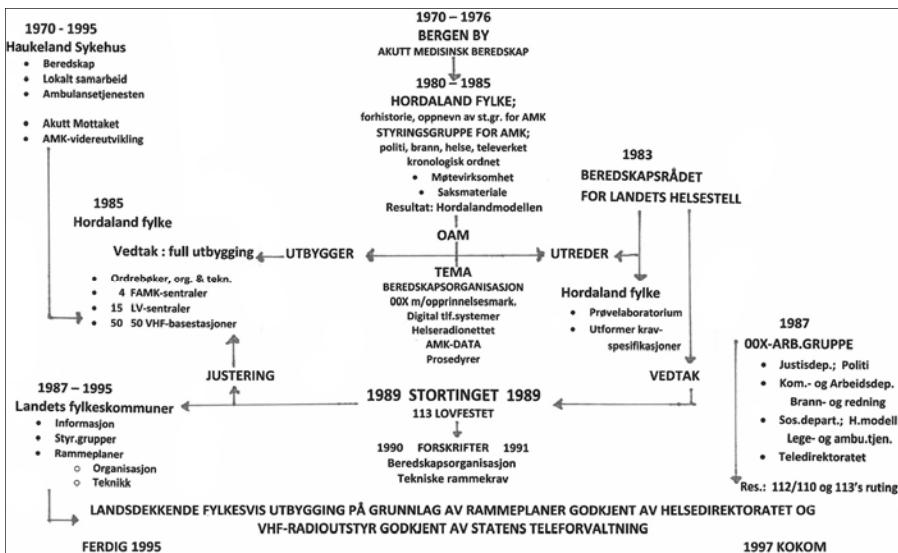 1970 - 1995
Haukeland Sykehus
• Beredskap
• Lokalt samarbeid
• Ambulansetjenesten
• Akutt Mottaket
• AMK-videreutvikling
1970 – 1976
BERGEN BY
AKUTT MEDISINSK BEREDSKAP
1980 – 1985
HORDALAND FYLKE;
forhistorie, oppnevn av st.gr. for AMK
STYRINGSGRUPPE FOR AMK;
politi, brann, helse, televerket
kronologisk ordnet
• Møtevirksomhet
• Saksmateriale
Resultat: Hordalandmodellen
OAM
1983
BEREDSKAPSRÅDET
FOR LANDETS HELSESTELL
1985
Hordaland fylke
Vedtak : full utbygging
UTBYGGER
UTREDER
• Ordrebøker, org. & tekn.
• 4 FAMK-sentraler
• 15 LV-sentraler
• 50 50 VHF-basestasjoner
TEMA
BEREDSKAPSORGANISASJON
00X m/opprinnelsesmark.
Digital tlf.systemer
Helseradionettet
AMK-DATA
Prosedyrer
Hordaland fylke
• Prøvelaboratorium
• Utformer krav-
spesifikasjoner
1987
00X-ARB.GRUPPE
• Justisdep.; Politi
• Kom.- og Arbeidsdep.
Brann- og redning
• Sos.depart.; H.modell
Lege- og ambu.tjen.
• Teledirektoratet
Res.: 112/110 og 113's ruting
JUSTERING
VEDTAK
1987 – 1995
Landets fylkeskommuner
• Informasjon
• Styr.grupper
• Rammeplaner
○ Organisasjon
○ Teknikk
1989 STORTINGET 1989
113 LOVFESTET
1990 FORSKRIFTER 1991
Beredskapsorganisasjon
Tekniske rammekrav
LANDSDEKKENDE FYLKESVIS UTBYGGING PÅ GRUNNLAG AV RAMMEPLANER GODKJENT AV HELSEDIREKTORATET OG
VHF-RADIOUTSTYR GODKJENT AV STATENS TELEFORVALTNING
FERDIG 1995
1997 KOKOM